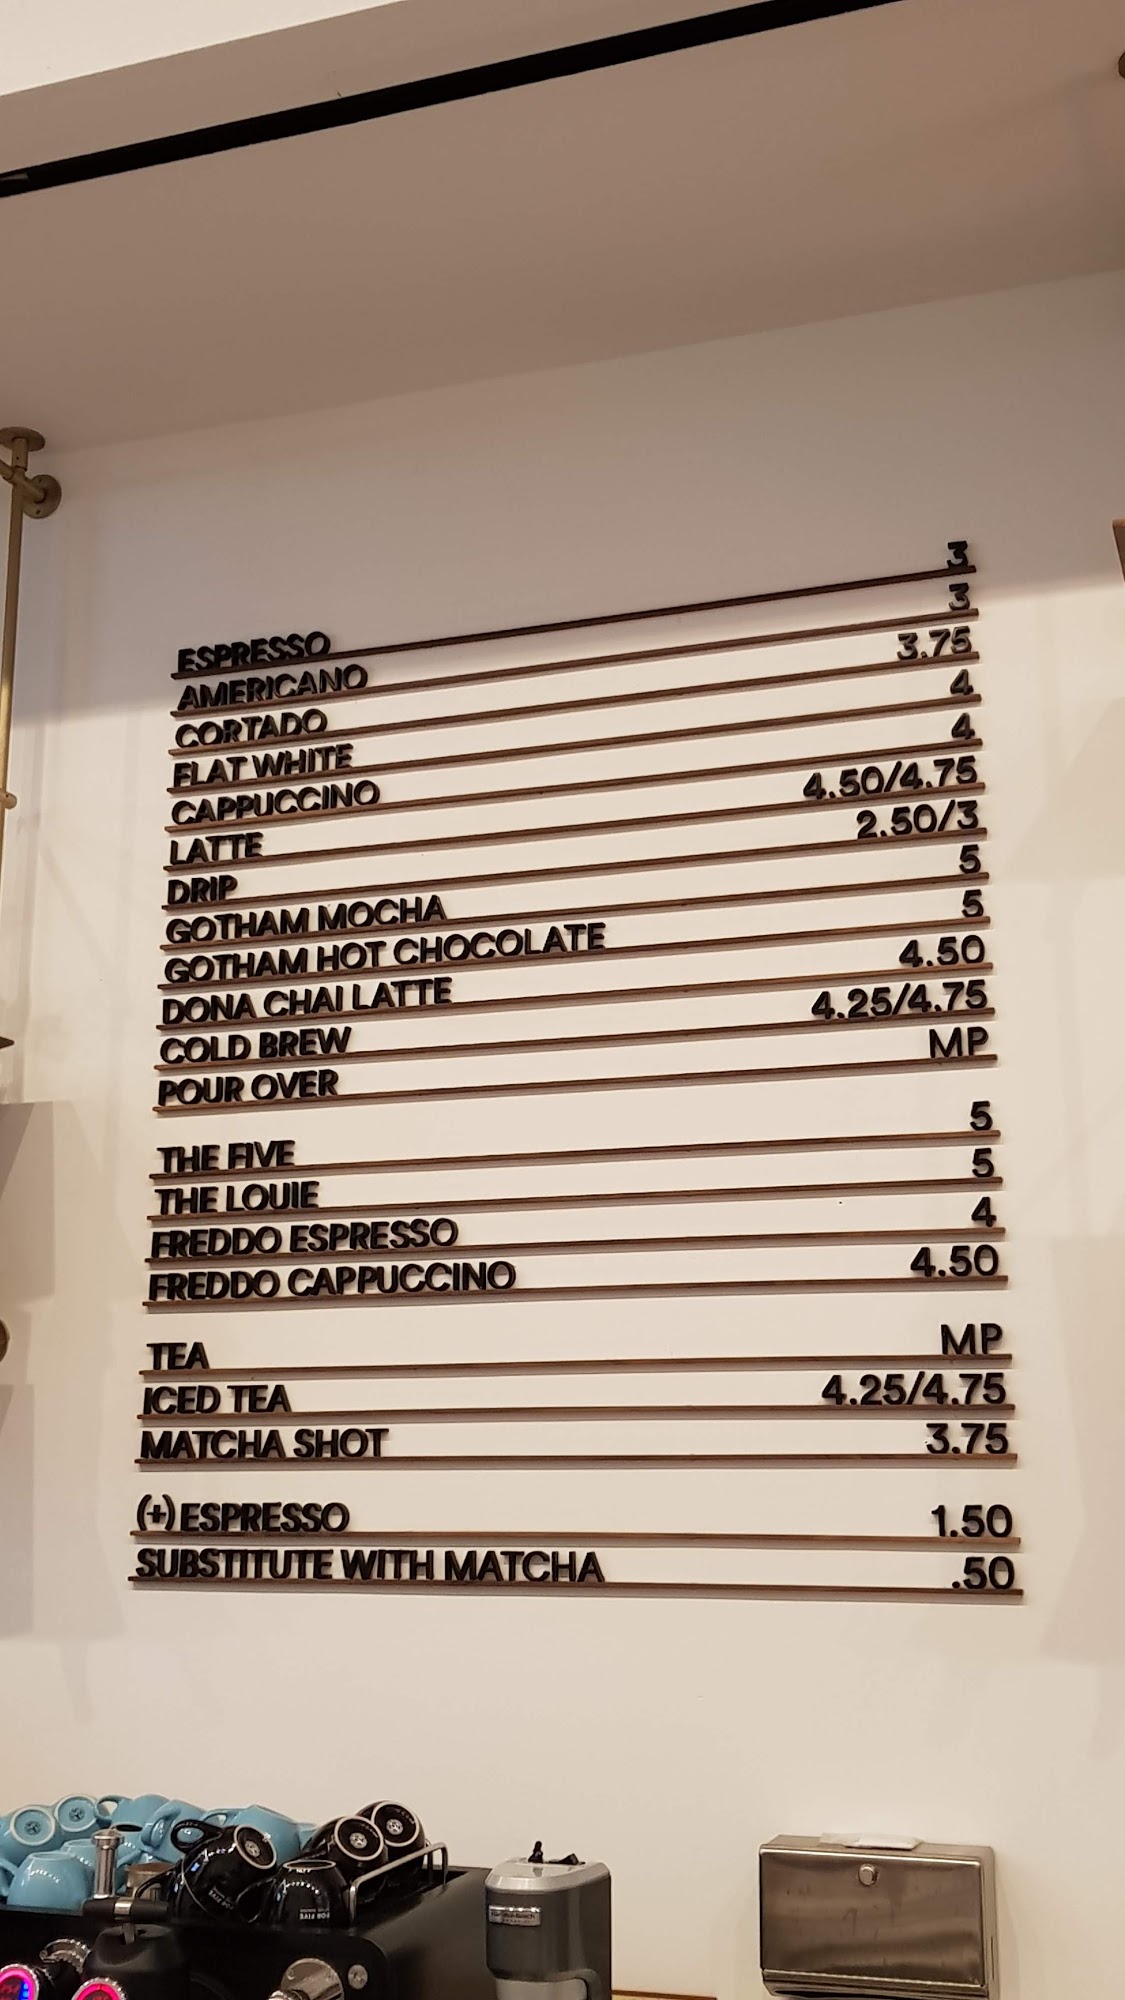 ESPRESSO 3
AMERICANO 3
CORTADO 3.75
FLAT WHITE 4
CAPPUCCINO 4
LATTE 4.50/4.75
DRIP 2.50/3
GOTHAM MOCHA 5
GOTHAM HOT CHOCOLATE 5
DONA CHAI LATTE 4.50
COLD BREW 4.25/4.75
POUR OVER MP
THE FIVE 5
THE LOUIE 5
FREDDO ESPRESSO 4
FREDDO CAPPUCCINO 4.50
TEA MP
ICED TEA 4.25/4.75
MATCHA SHOT 3.75
(+) ESPRESSO 1.50
SUBSTITUTE WITH MATCHA .50